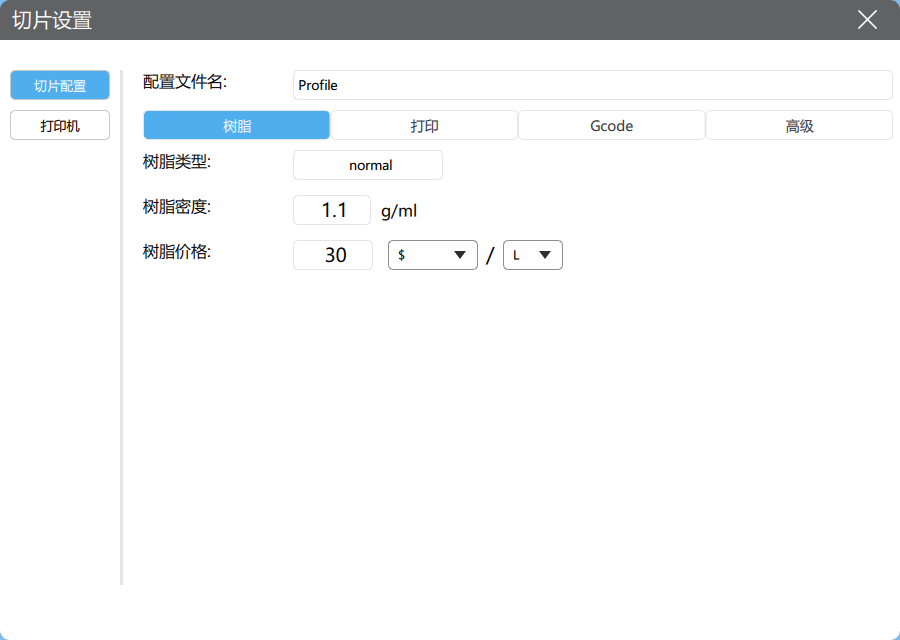 切片设置
切片配置
打印机
配置文件名: Profile
树脂 打印 Gcode 高级
树脂类型: normal
树脂密度: 1.1 g/ml
树脂价格: 30 $ / L